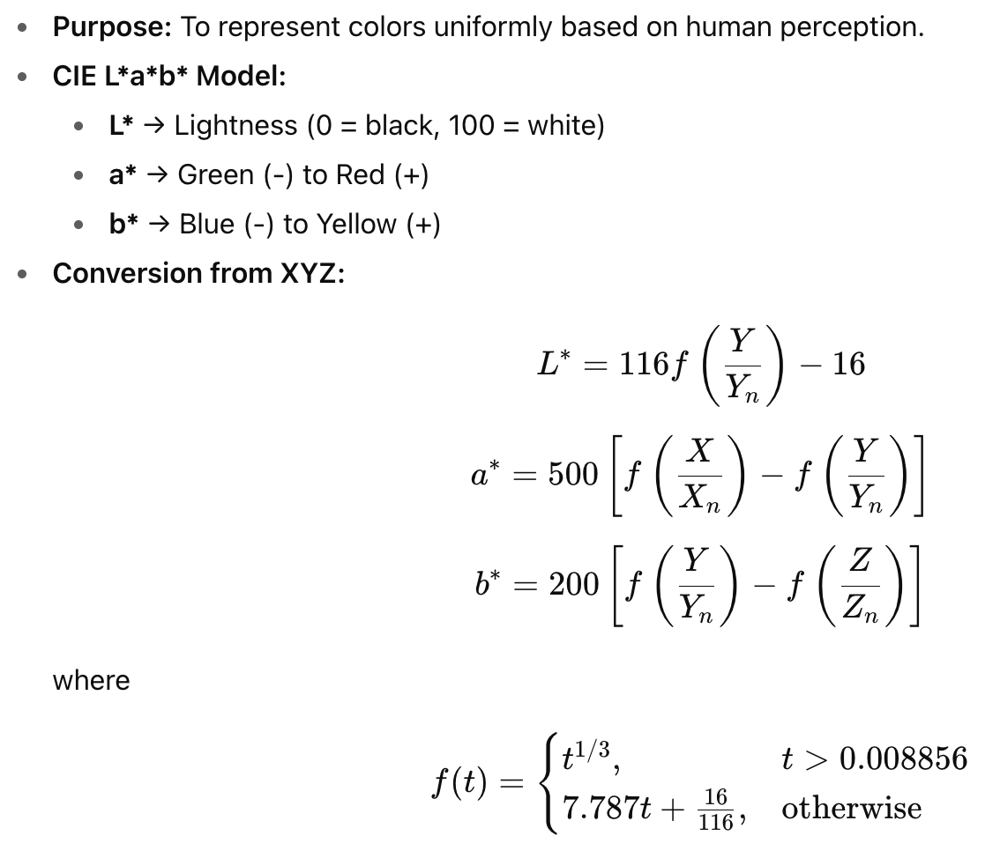 • Purpose: To represent colors uniformly based on human perception.
• CIE L*a*b* Model:
• L* → Lightness (0 = black, 100 = white)
• a* → Green (-) to Red (+)
• b* → Blue (-) to Yellow (+)
• Conversion from XYZ:
L^* = 116f \left( \frac{Y}{Y_n} \right) - 16
a^* = 500 \left[ f \left( \frac{X}{X_n} \right) - f \left( \frac{Y}{Y_n} \right) \right]
b^* = 200 \left[ f \left( \frac{Y}{Y_n} \right) - f \left( \frac{Z}{Z_n} \right) \right]
where
f(t) = \begin{cases} t^{1/3}, & t > 0.008856 \\ 7.787t + \frac{16}{116}, & \text{otherwise} \end{cases}